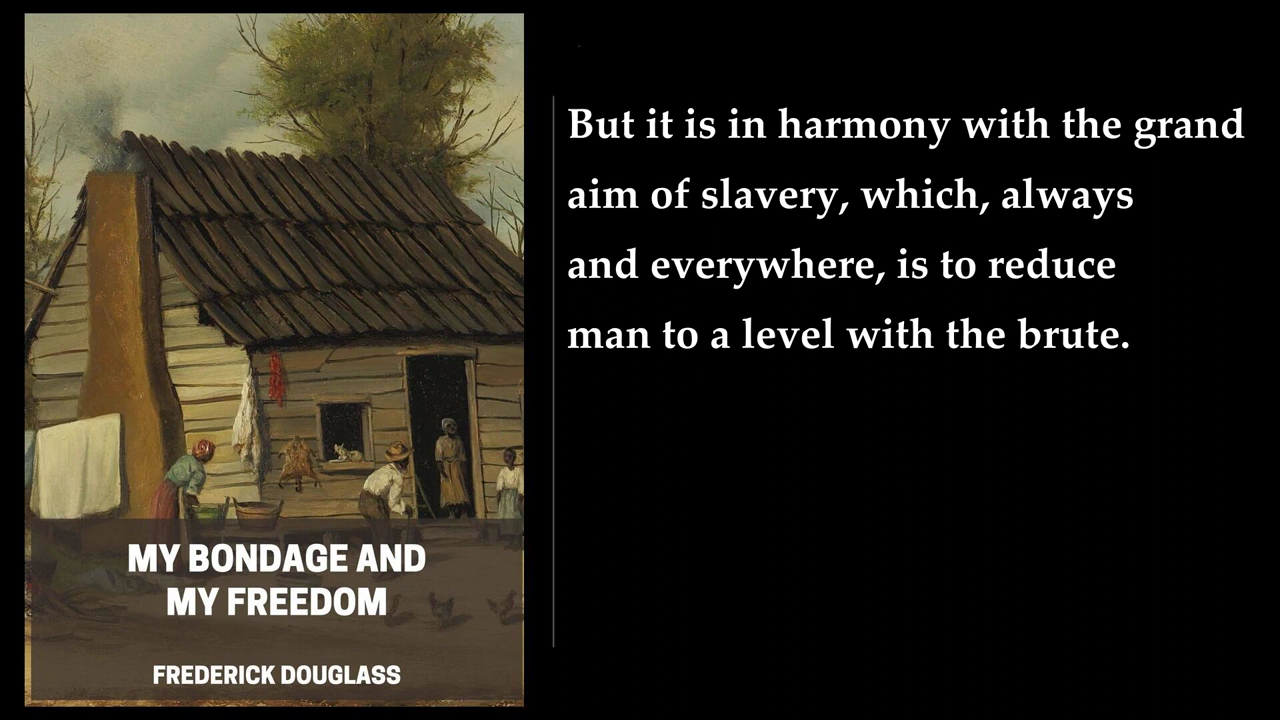 MY BONDAGE AND
MY FREEDOM
FREDERICK DOUGLASS
But it is in harmony with the grand
aim of slavery, which, always
and everywhere, is to reduce
man to a level with the brute.